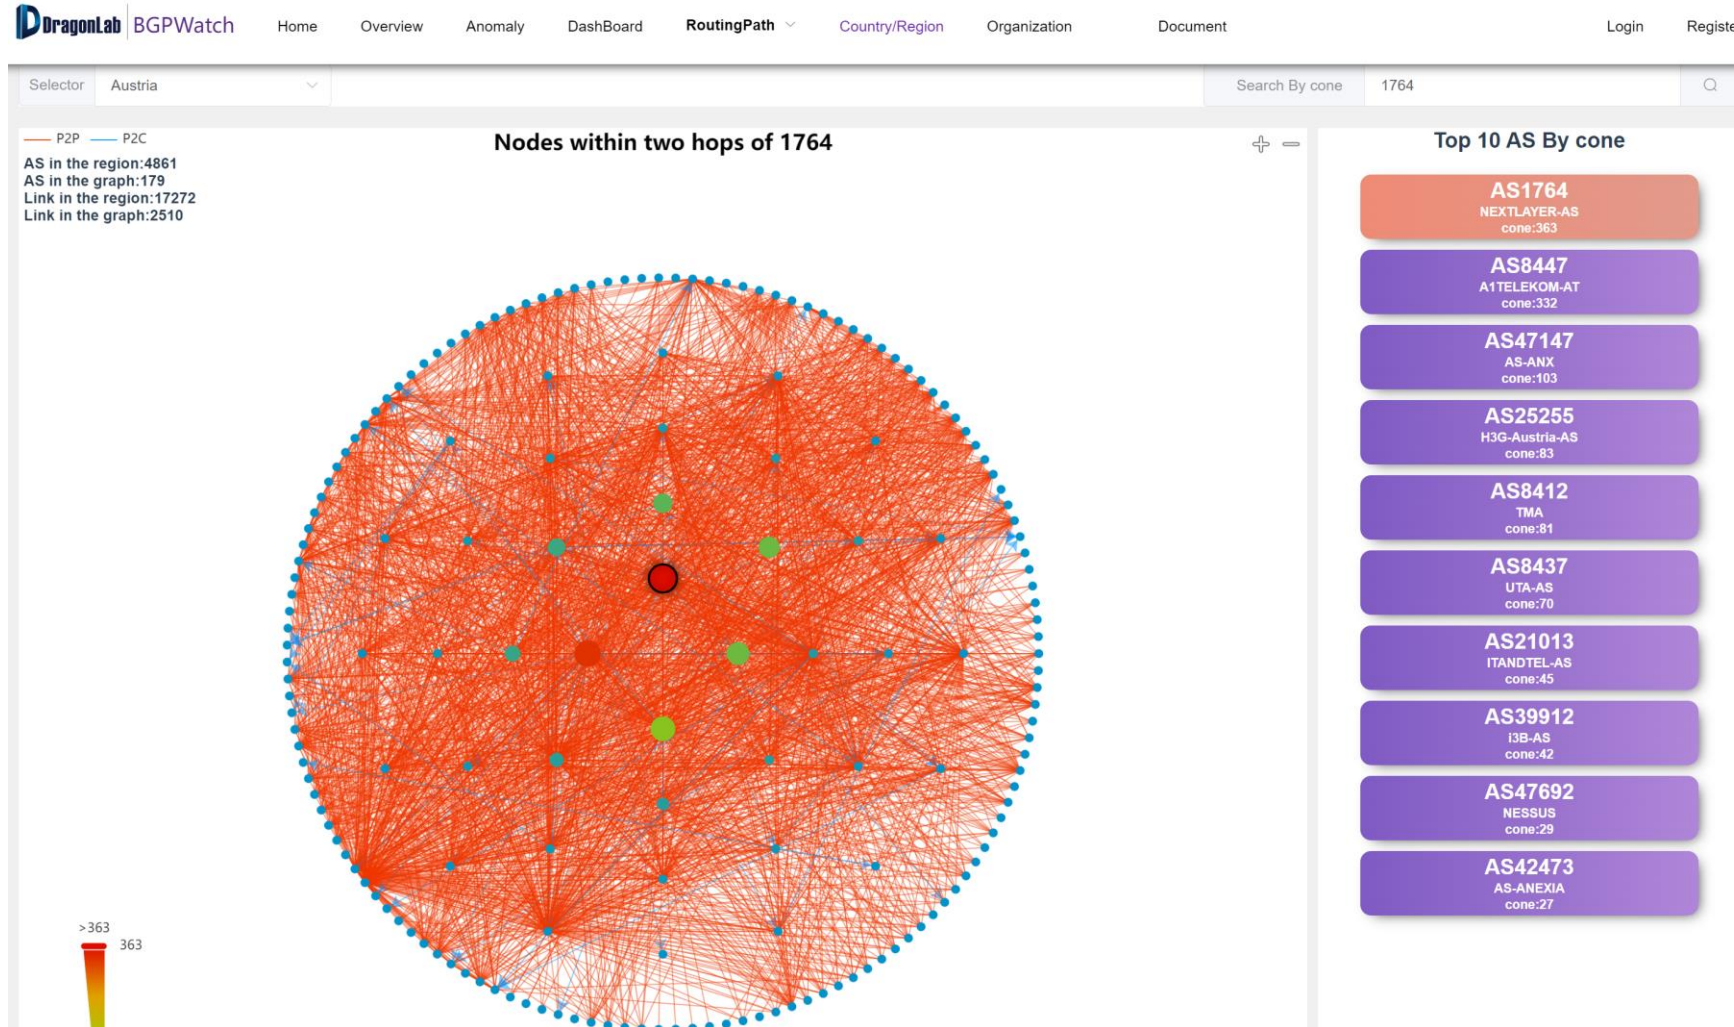 DragonLab BGPWatch Home Overview Anomaly DashBoard RoutingPath Country/Region Organization Document Login Registe
Selector Austria Search By cone 1764
P2P P2C
Nodes within two hops of 1764
AS in the region:4861
AS in the graph:179
Link in the region:17272
Link in the graph:2510
>363
363
Top 10 AS By cone
AS1764
NEXTLAYER-AS
cone:363
AS8447
A1TELEKOM-AT
cone:332
AS47147
AS-ANX
cone:103
AS25255
H3G-Austria-AS
cone:83
AS8412
TMA
cone:81
AS8437
UTA-AS
cone:70
AS21013
ITANDTEL-AS
cone:45
AS39912
i3B-AS
cone:42
AS47692
NESSUS
cone:29
AS42473
AS-ANEXIA
cone:27